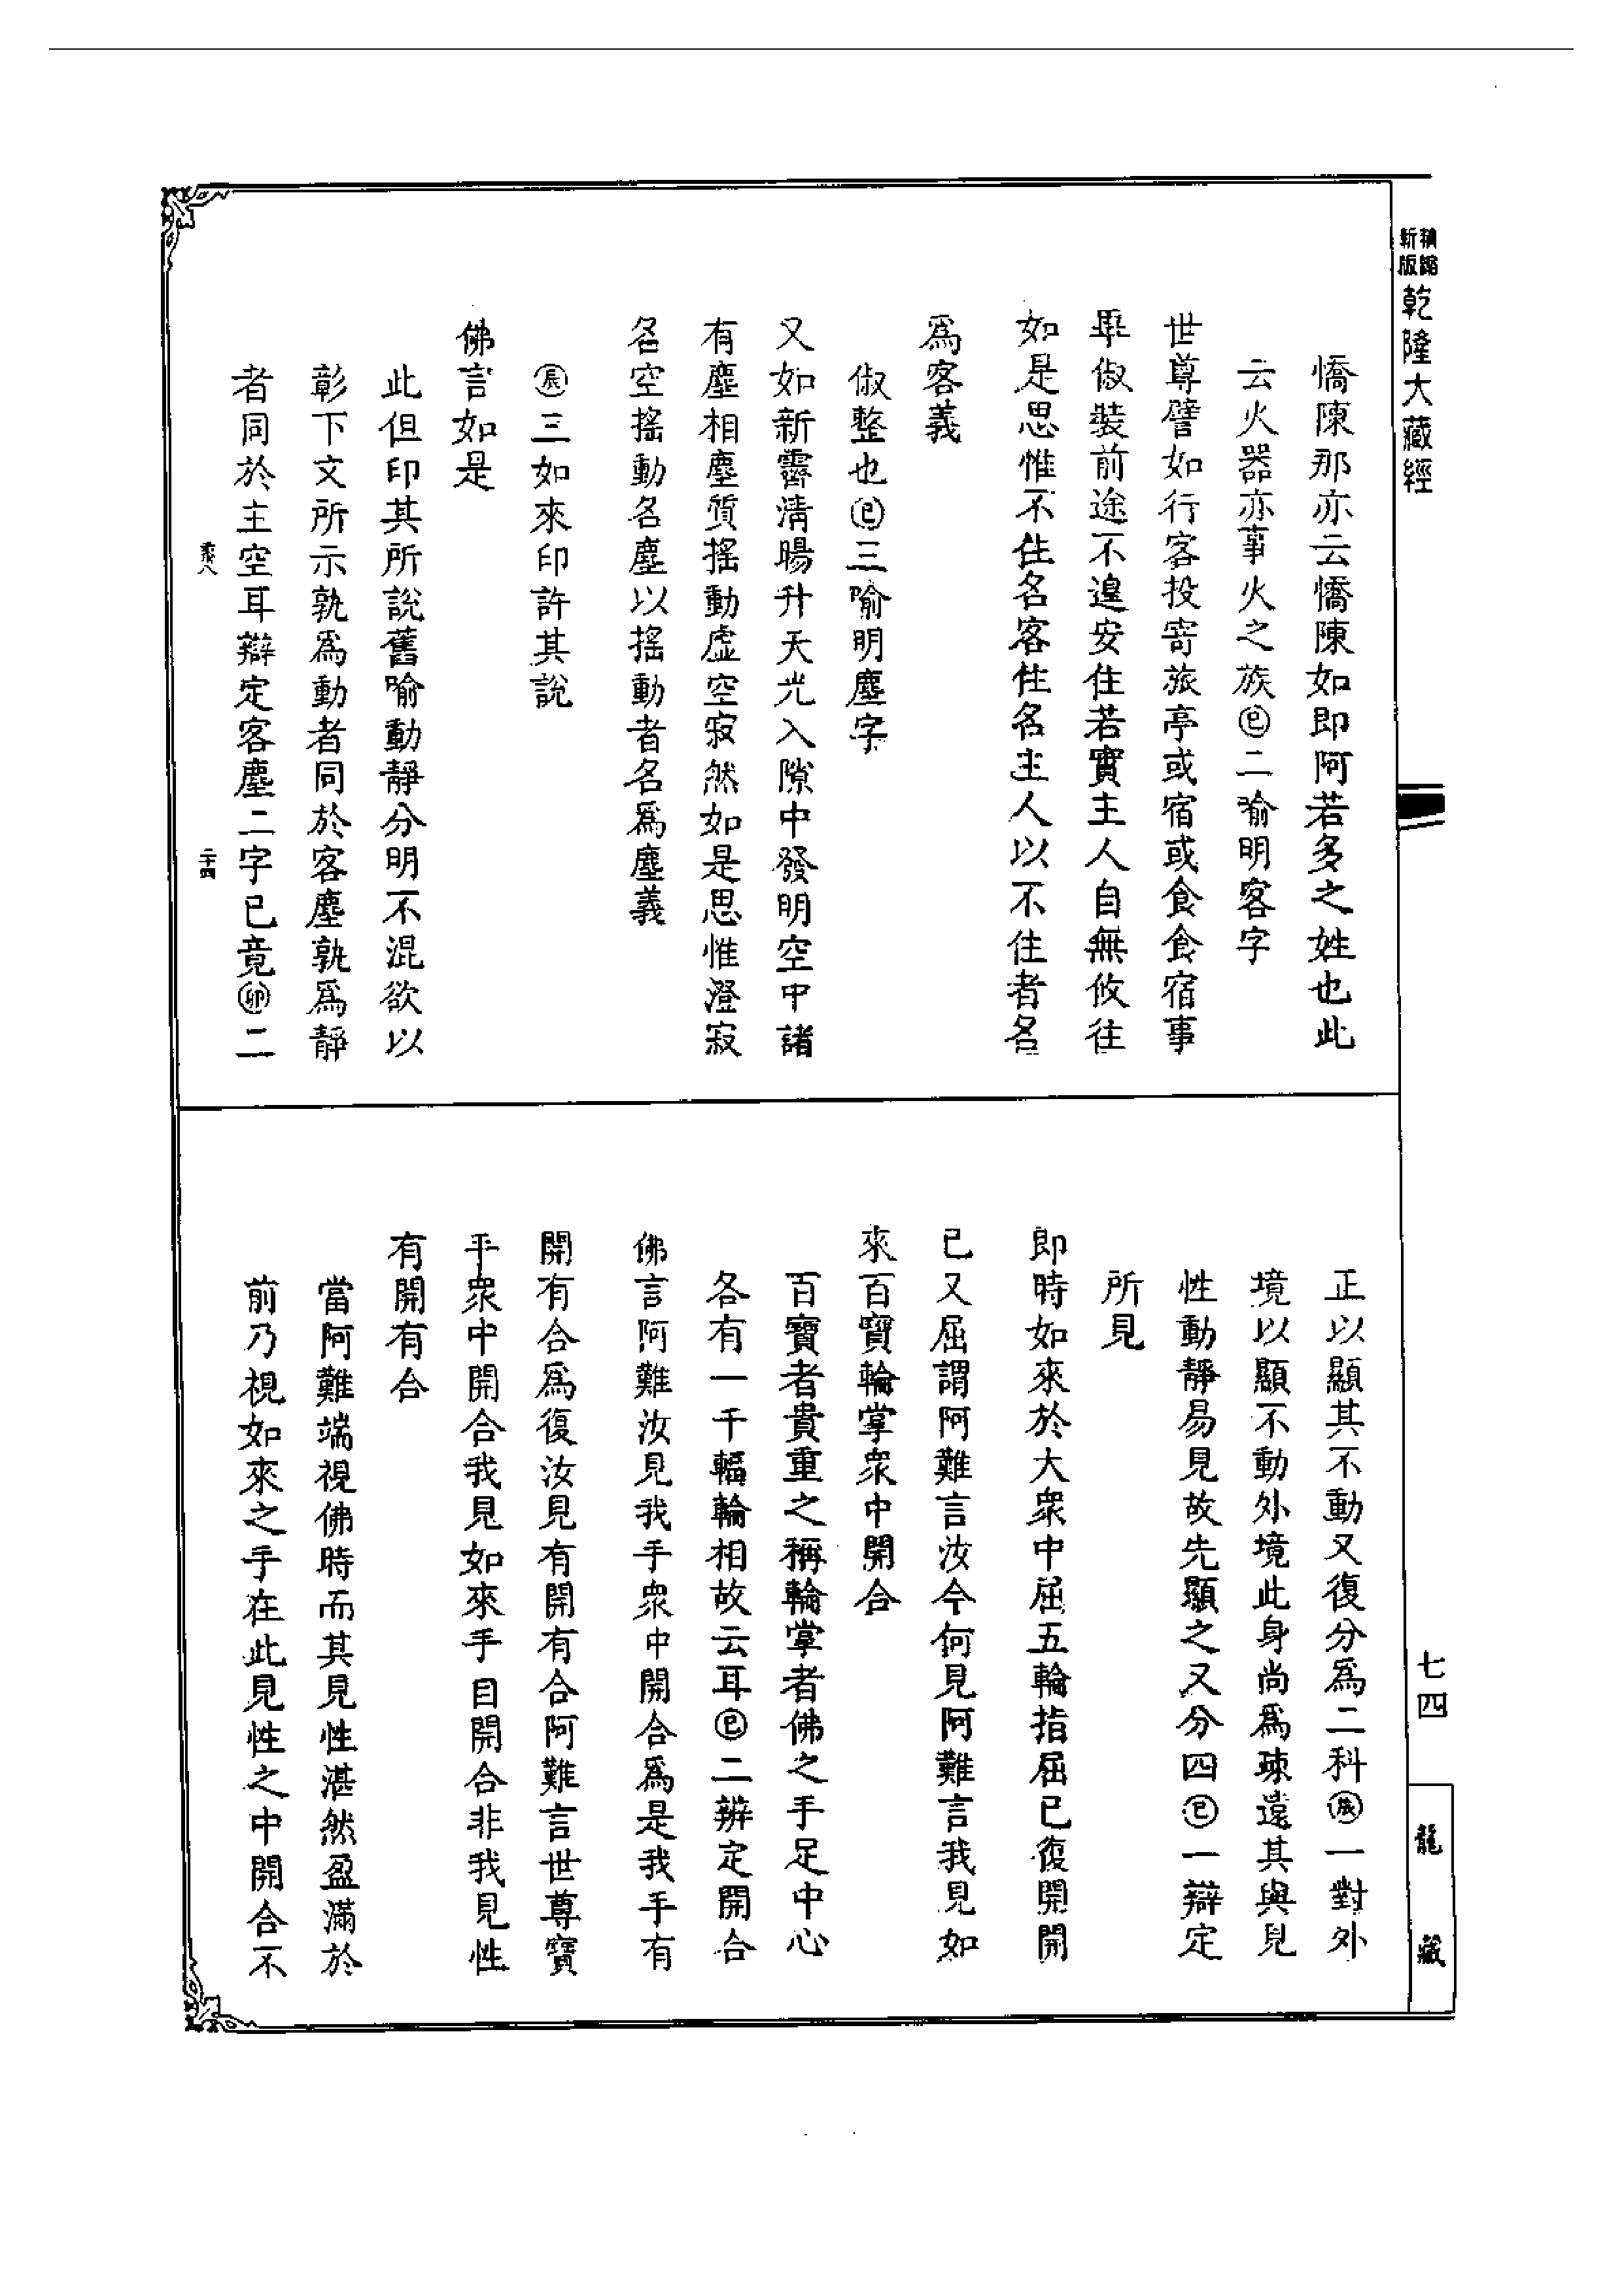 新版
精縮
乾隆大藏經
憍陳那亦云憍陳如即阿若多之姓也此
云火器亦事火之族㊁二喻明客字
世尊譬如行客投寄旅亭或宿或食食宿事
畢俶裝前途不遑安住若實主人自無攸往
如是思惟不住名客住名主人以不住者名
爲客義
俶整也巳三喻明塵字
又如新霽清暘升天光入隙中發明空中諸
有塵相塵質搖動虛空寂然如是思惟澄寂
名空搖動名塵以搖動者名爲塵義
辰三如來印許其說
佛言如是
此但印其所說舊喻動靜分明不混欲以
彰下文所示孰爲動者同於客塵孰爲靜
者同於主空耳辯定客塵二字已竟卯二
二十四
正以顯其不動又復分爲二科辰一對外
境以顯不動外境此身尚爲疎遠其與見
性動靜易見故先顯之又分四巳一辯定
所見
即時如來於大衆中屈五輪指屈已復開開
已又屈謂阿難言汝今何見阿難言我見如
來百寶輪掌衆中開合
百寶者貴重之稱輪掌者佛之手足中心
各有一千輻輪相故云耳巳二辨定開合
佛言阿難汝見我手衆中開合爲是我手有
開有合爲復汝見有開有合阿難言世尊寶
手衆中開合我見如來手自開合非我見性
有開有合
當阿難端視佛時而其見性湛然盈滿於
前乃視如來之手在此見性之中開合不
七四
龍藏